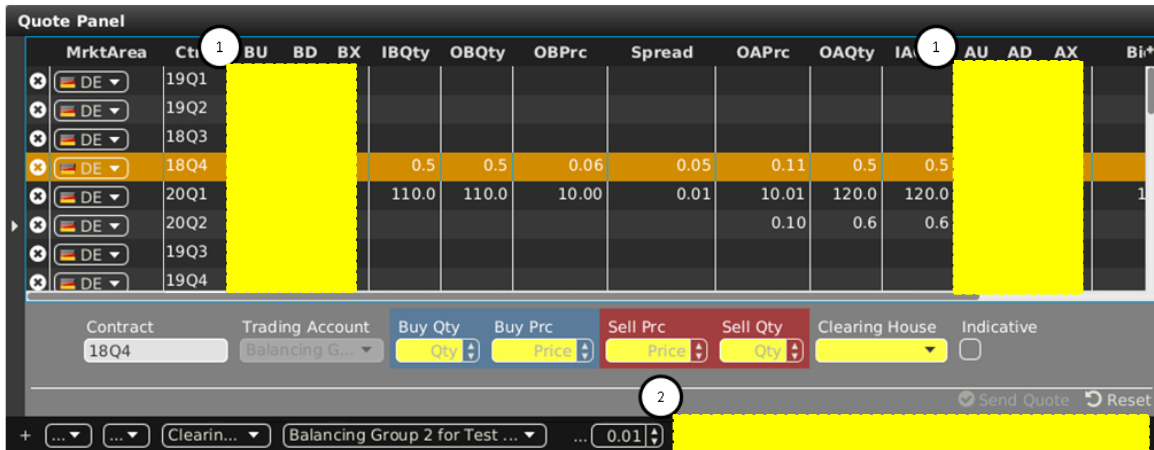 Quote Panel
MrktArea BU BD BX IBQty OBQty OBPrc Spread OAPrc OAQty AU AD AX
1 1
DE 19Q1
DE 19Q2
DE 18Q3
DE 18Q4 0.5 0.5 0.06 0.05 0.11 0.5 0.5
DE 20Q1 110.0 110.0 10.00 0.01 10.01 120.0 120.0 1
DE 20Q2 0.10 0.6 0.6
DE 19Q3
DE 19Q4
Contract Trading Account Buy Qty Buy Prc Sell Prc Sell Qty Clearing House Indicative
18Q4 Balancing G... Qty Price Price Qty
2
Send Quote Reset
+ ... ... Clearin... Balancing Group 2 for Test ... ... 0.01